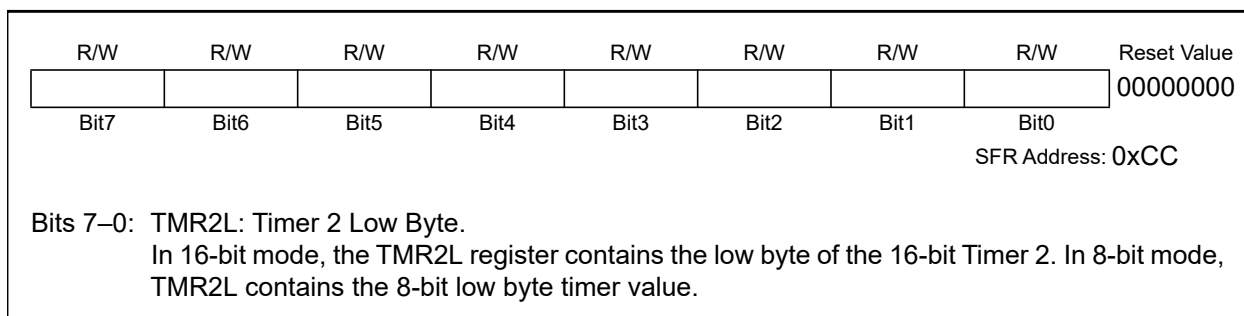 R/W R/W R/W R/W R/W R/W R/W R/W Reset Value
00000000
Bit7 Bit6 Bit5 Bit4 Bit3 Bit2 Bit1 Bit0
SFR Address: 0xCC
Bits 7–0: TMR2L: Timer 2 Low Byte.
In 16-bit mode, the TMR2L register contains the low byte of the 16-bit Timer 2. In 8-bit mode,
TMR2L contains the 8-bit low byte timer value.